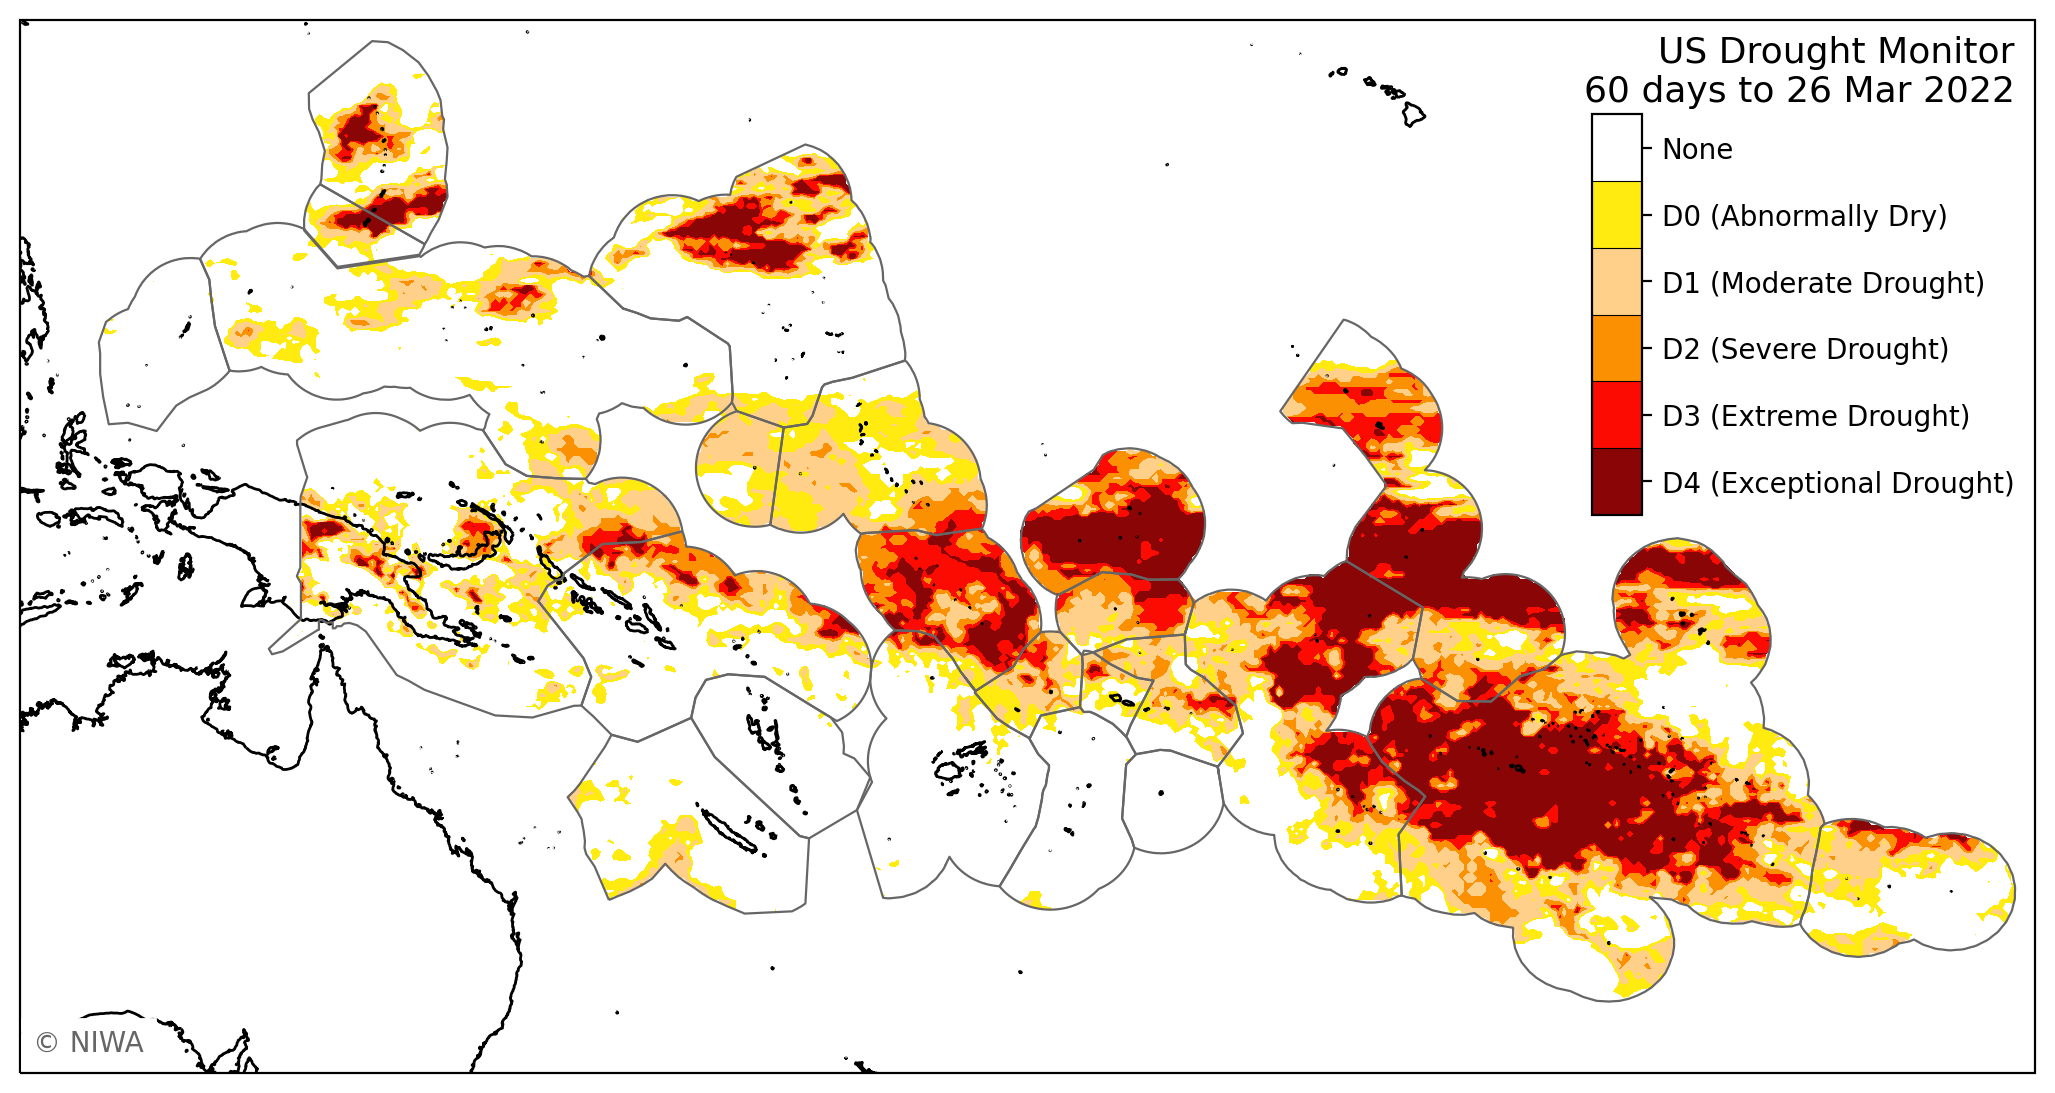 US Drought Monitor
60 days to 26 Mar 2022
None
D0 (Abnormally Dry)
D1 (Moderate Drought)
D2 (Severe Drought)
D3 (Extreme Drought)
D4 (Exceptional Drought)
© NIWA